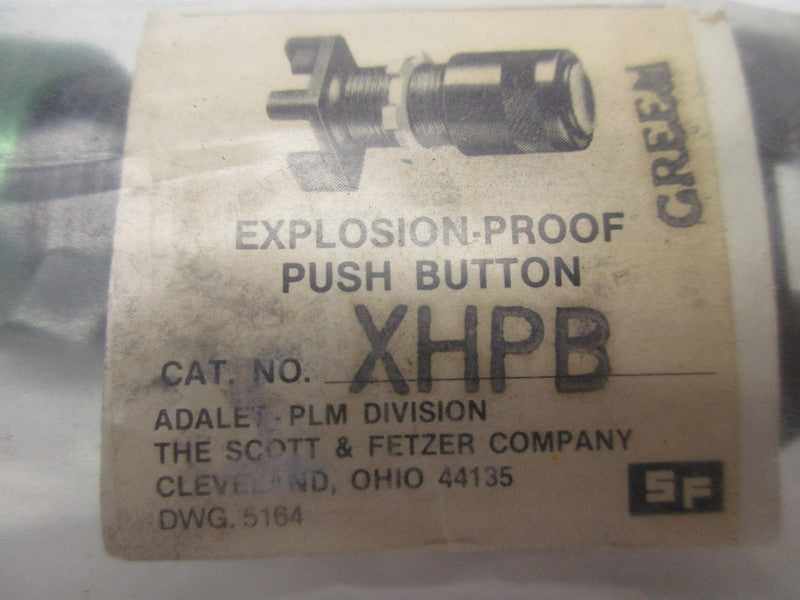 GREEN
EXPLOSION-PROOF
PUSH BUTTON
CAT. NO. XHPB
ADALET-PLM DIVISION
THE SCOTT & FETZER COMPANY
CLEVELAND, OHIO 44135
DWG. 5164
SF